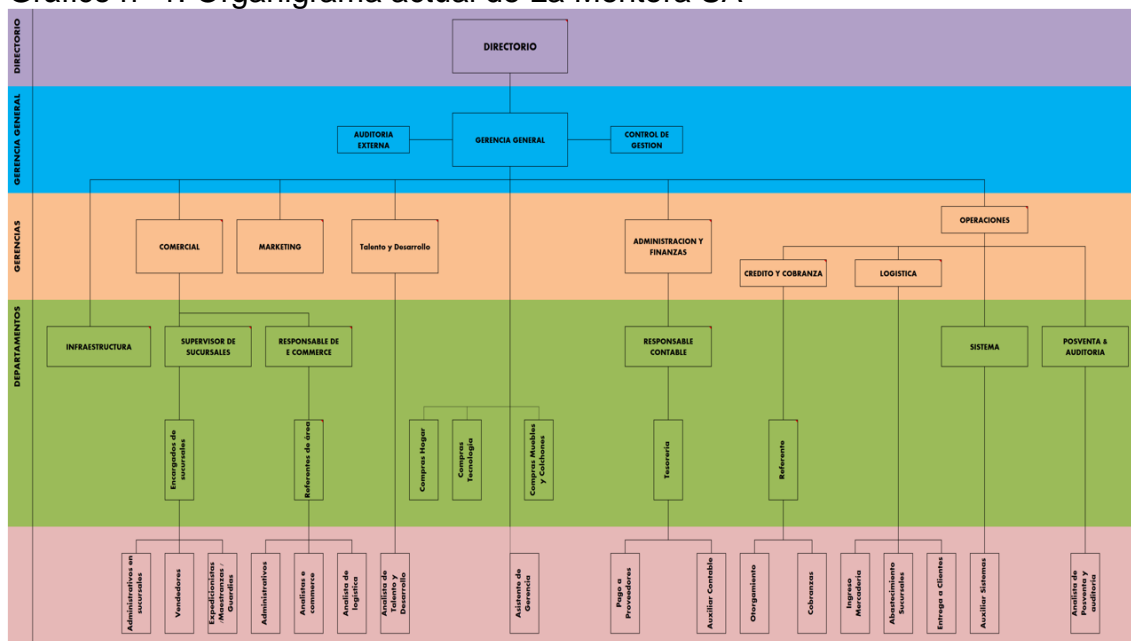 Gráfico n° 1: Organigrama actual de La Mentora SA
DIRECTORIO
DIRECTORIO
GERENCIA GENERAL
AUDITORIA
EXTERNA
GERENCIA GENERAL
CONTROL DE
GESTION
GERENCIAS
COMERCIAL
MARKETING
Talento y Desarrollo
ADMINISTRACION Y
FINANZAS
OPERACIONES
CREDITO Y COBRANZA
LOGISTICA
DEPARTAMENTOS
INFRAESTRUCTURA
SUPERVISOR DE
SUCURSALES
RESPONSABLE DE
E COMMERCE
RESPONSABLE
CONTABLE
SISTEMA
POSVENTA &
AUDITORIA
Encargados de
sucursales
Referentes de área
Compras Hogar
Compras
Tecnología
Compras Muebles
y Colchones
Tesorería
Referente
Administrativos en
sucursales
Vendedores
Expedicionistas
/Maestranzas /
Guardias
Administrativos
Analistas e
commerce
Analista de
logística
Analista de
Talento y
Desarrollo
Asistente de
Gerencia
Pago a
Proveedores
Auxiliar Contable
Otorgamiento
Cobranzas
Ingreso
Mercadería
Abastecimiento
Sucursales
Entrega a Clientes
Auxiliar Sistemas
Analista de
Posventa y
auditoría